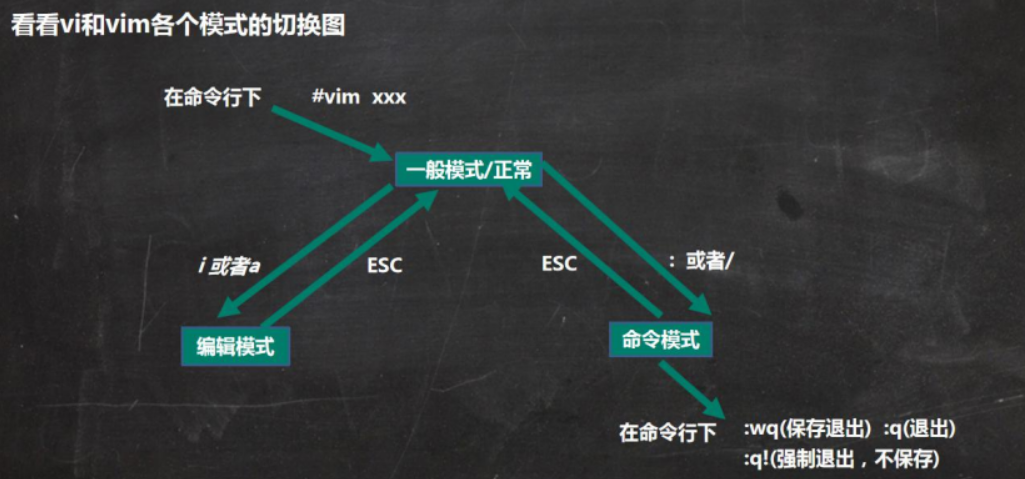 看看vi和vim各个模式的切换图
在命令行下 #vim xxx
一般模式/正常
i 或者a ESC ESC : 或者/
编辑模式 命令模式
在命令行下 :wq(保存退出) :q(退出)
:q!(强制退出，不保存)